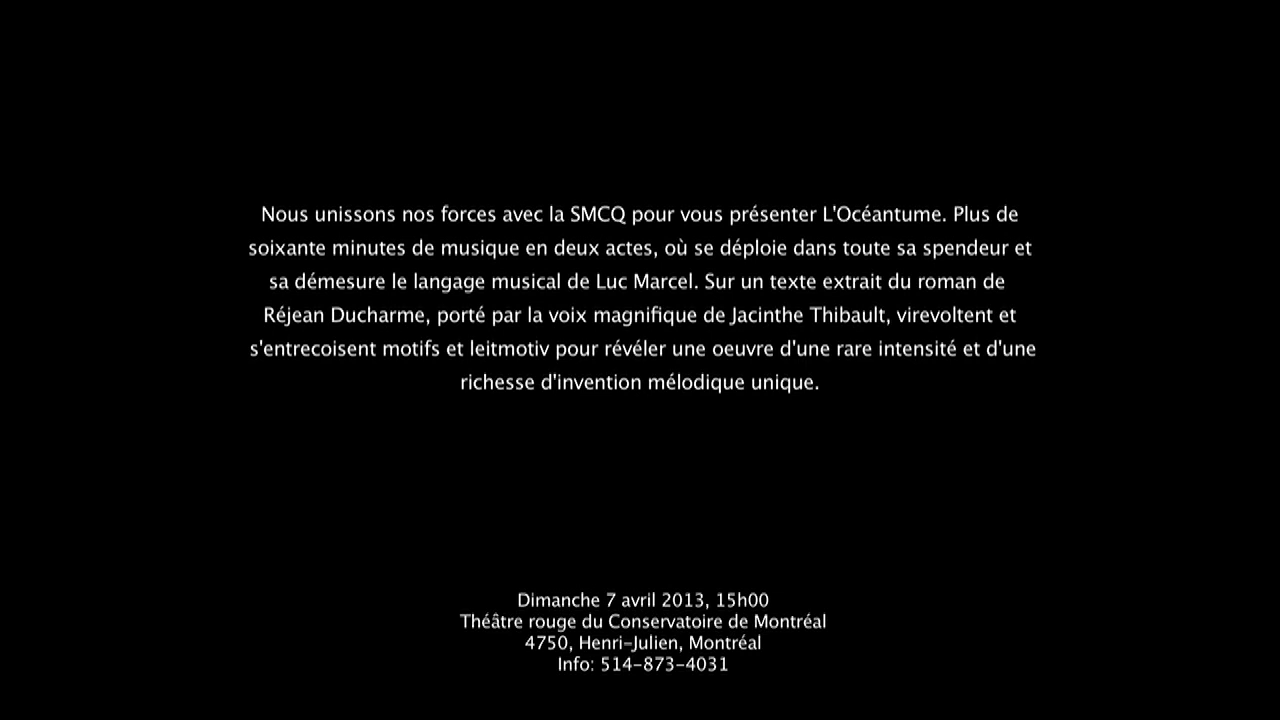 Nous unissons nos forces avec la SMCQ pour vous présenter L'Océantume. Plus de
soixante minutes de musique en deux actes, où se déploie dans toute sa spendeur et
sa démesure le langage musical de Luc Marcel. Sur un texte extrait du roman de
Réjean Ducharme, porté par la voix magnifique de Jacinthe Thibault, virevoltent et
s'entrecoisent motifs et leitmotiv pour révéler une oeuvre d'une rare intensité et d'une
richesse d'invention mélodique unique.
Dimanche 7 avril 2013, 15h00
Théâtre rouge du Conservatoire de Montréal
4750, Henri-Julien, Montréal
Info: 514-873-4031